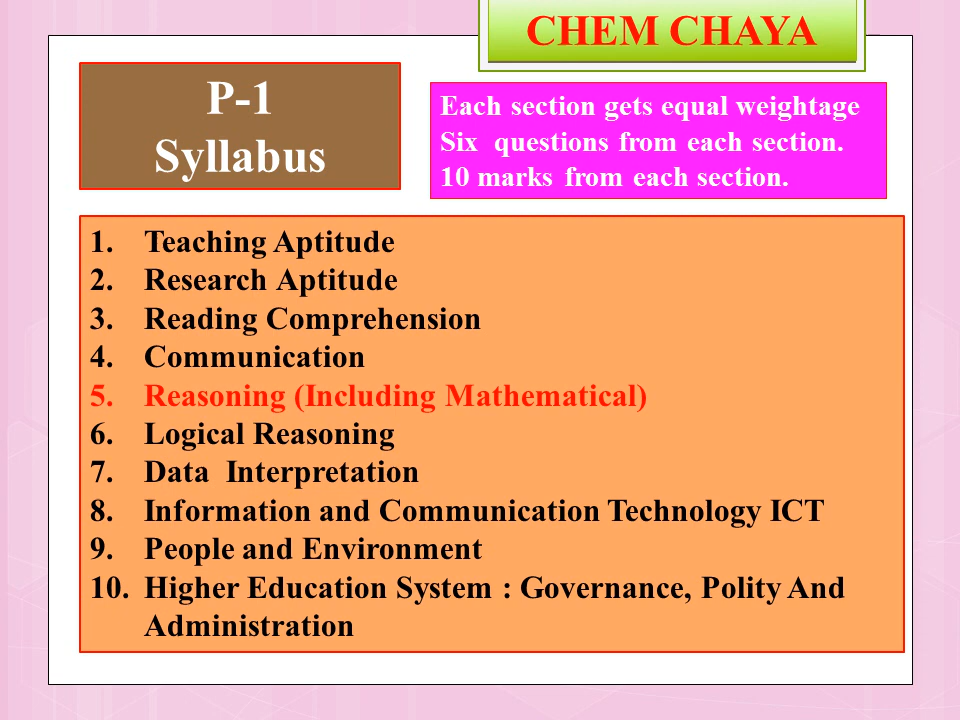 CHEM CHAYA
P-1
Syllabus
Each section gets equal weightage
Six questions from each section.
10 marks from each section.
1. Teaching Aptitude
2. Research Aptitude
3. Reading Comprehension
4. Communication
5. Reasoning (Including Mathematical)
6. Logical Reasoning
7. Data Interpretation
8. Information and Communication Technology ICT
9. People and Environment
10. Higher Education System : Governance, Polity And
Administration